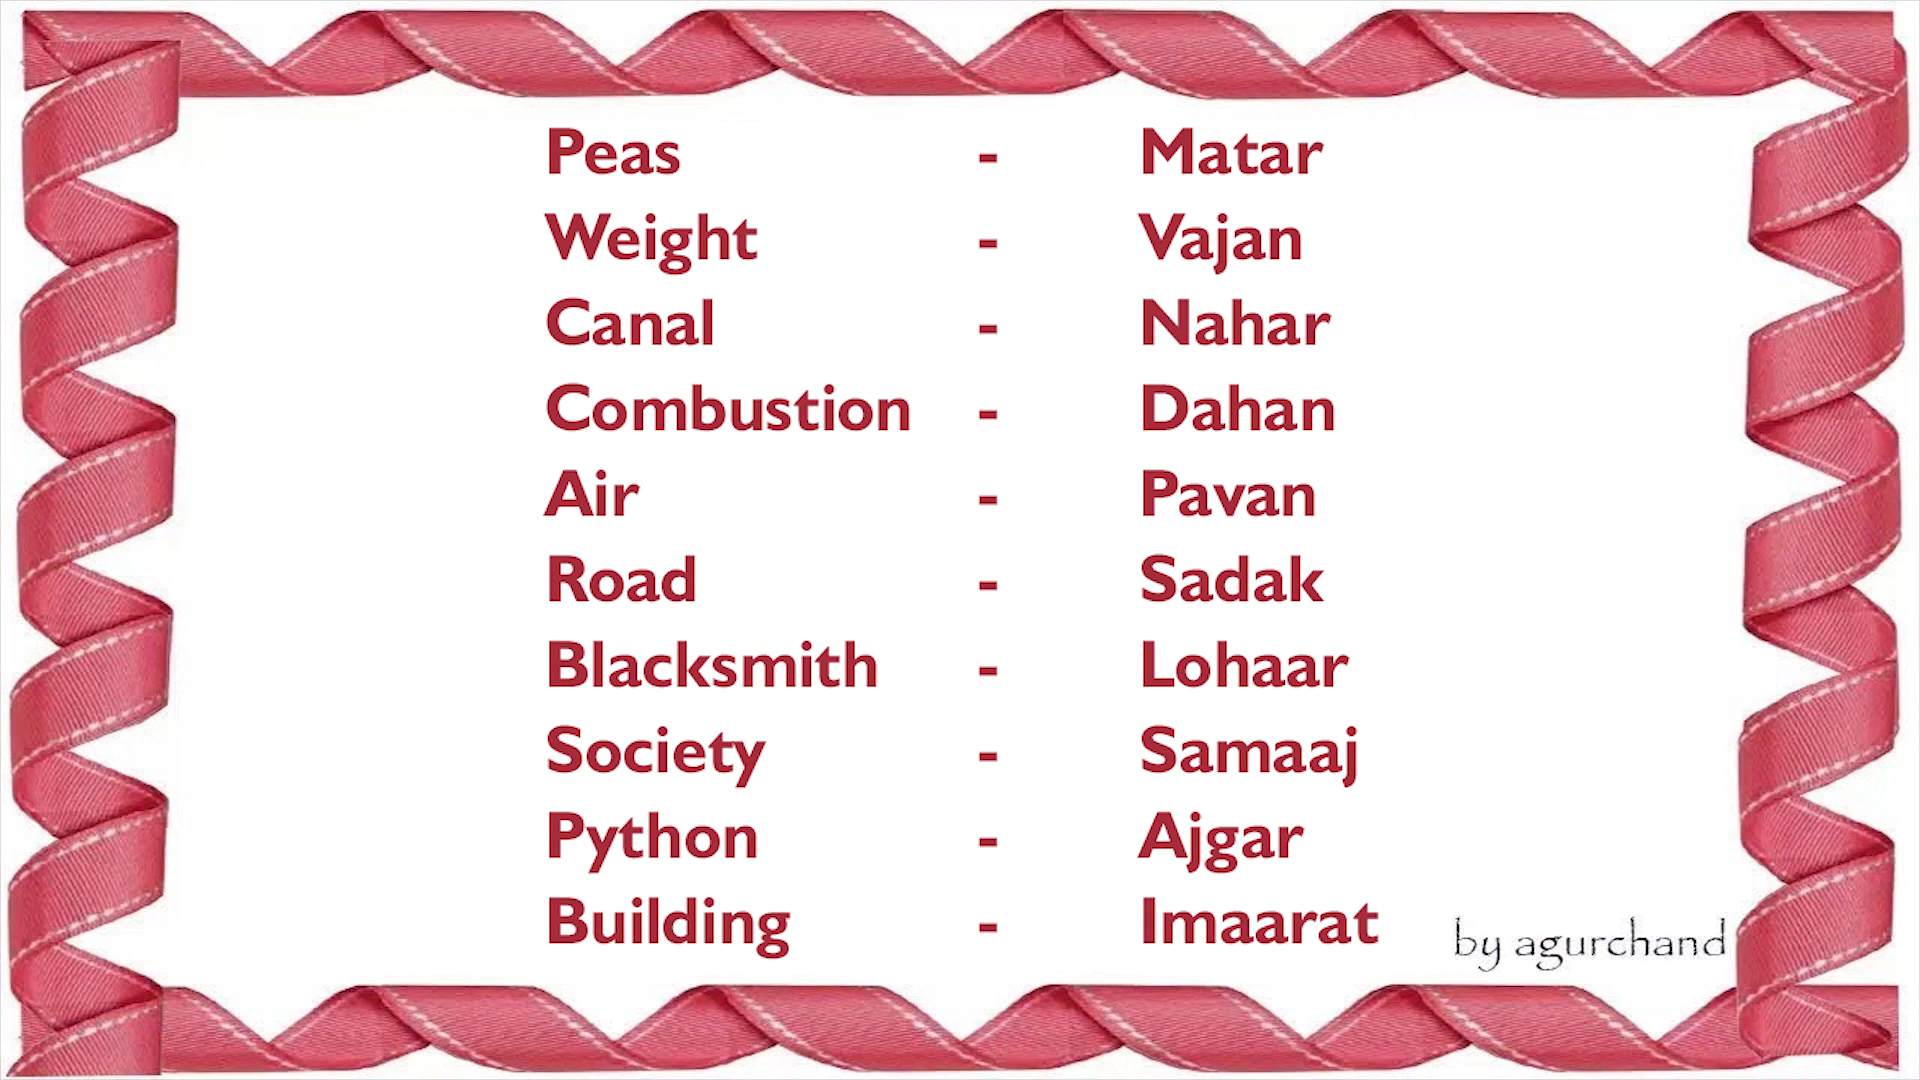 Peas - Matar
Weight - Vajan
Canal - Nahar
Combustion - Dahan
Air - Pavan
Road - Sadak
Blacksmith - Lohaar
Society - Samaaj
Python - Ajgar
Building - Imaarat
by agurchand